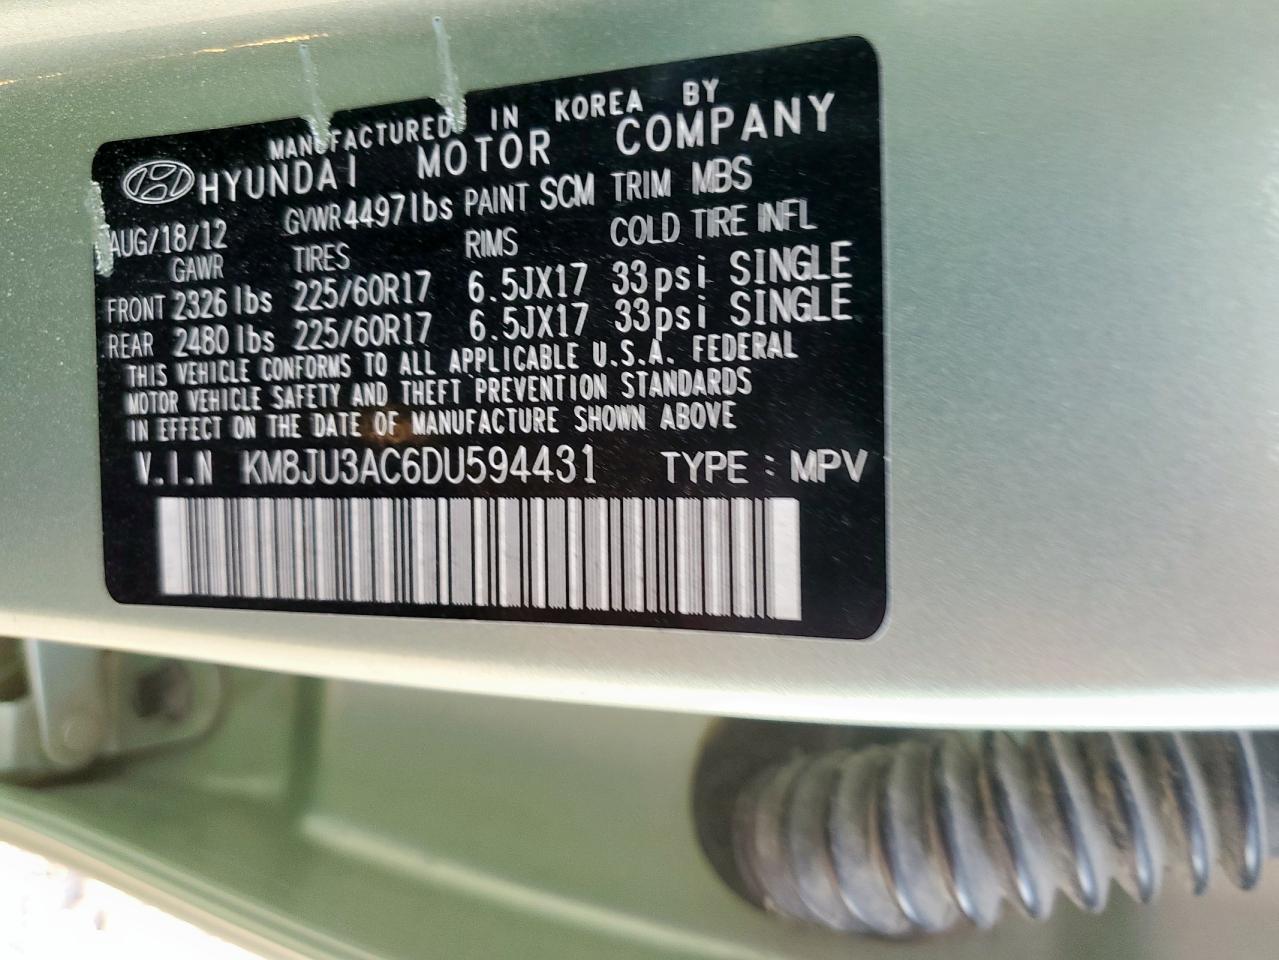 MANUFACTURED IN KOREA BY
HYUNDAI MOTOR COMPANY
AUG/18/12 GVWR 4497lbs PAINT SCM TRIM MBS
GAWR TIRES RIMS COLD TIRE INFL
FRONT 2326 lbs 225/60R17 6.5JX17 33psi SINGLE
REAR 2480 lbs 225/60R17 6.5JX17 33psi SINGLE
THIS VEHICLE CONFORMS TO ALL APPLICABLE U.S.A. FEDERAL
MOTOR VEHICLE SAFETY AND THEFT PREVENTION STANDARDS
IN EFFECT ON THE DATE OF MANUFACTURE SHOWN ABOVE
V.I.N KM8JU3AC6DU594431 TYPE : MPV